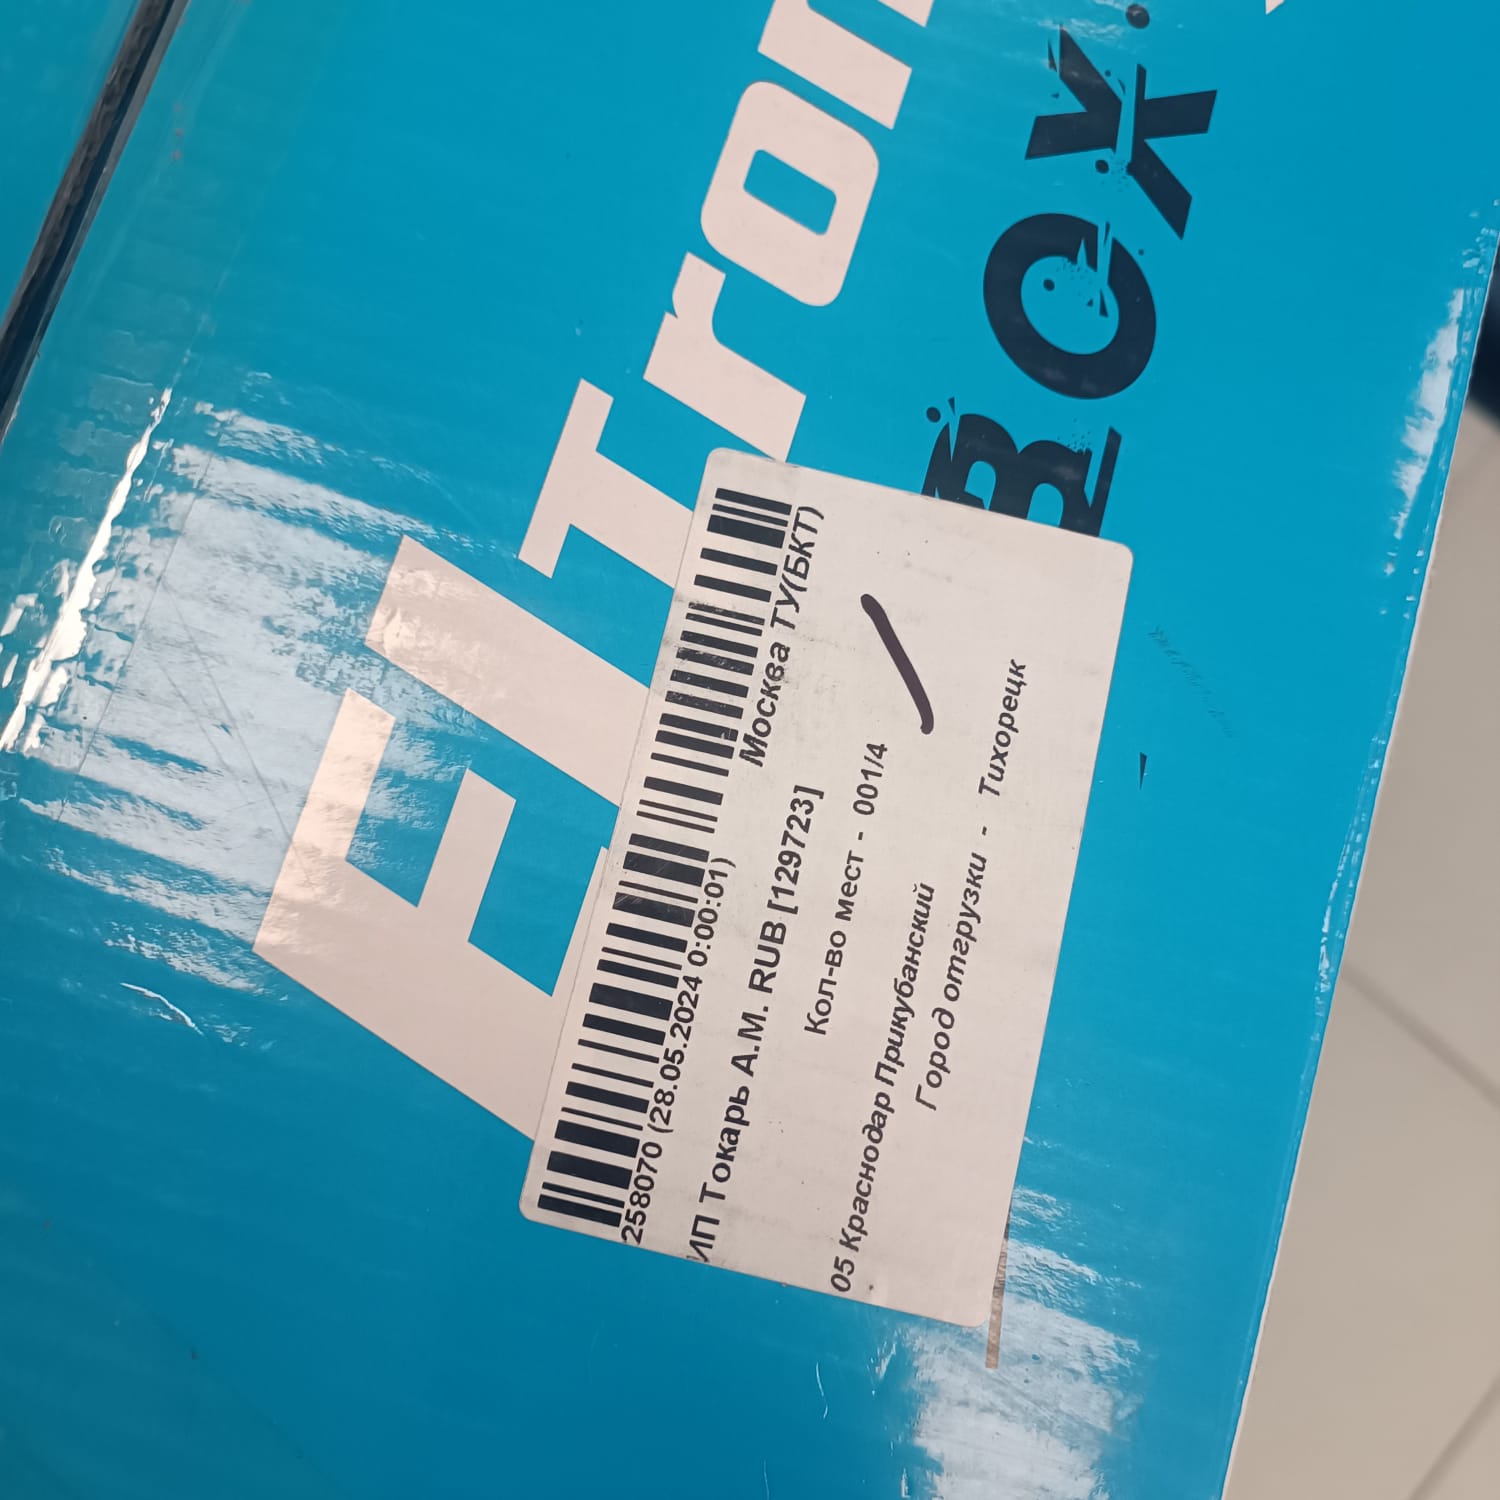 ELTron
BOX.
258070 (28.05.2024 0:00:01)
Москва ТУ(БКТ)
ИП Токарь А.М. RUB [129723]
Кол-во мест - 001/4
05 Краснодар Прикубанский
Город отгрузки - Тихорецк